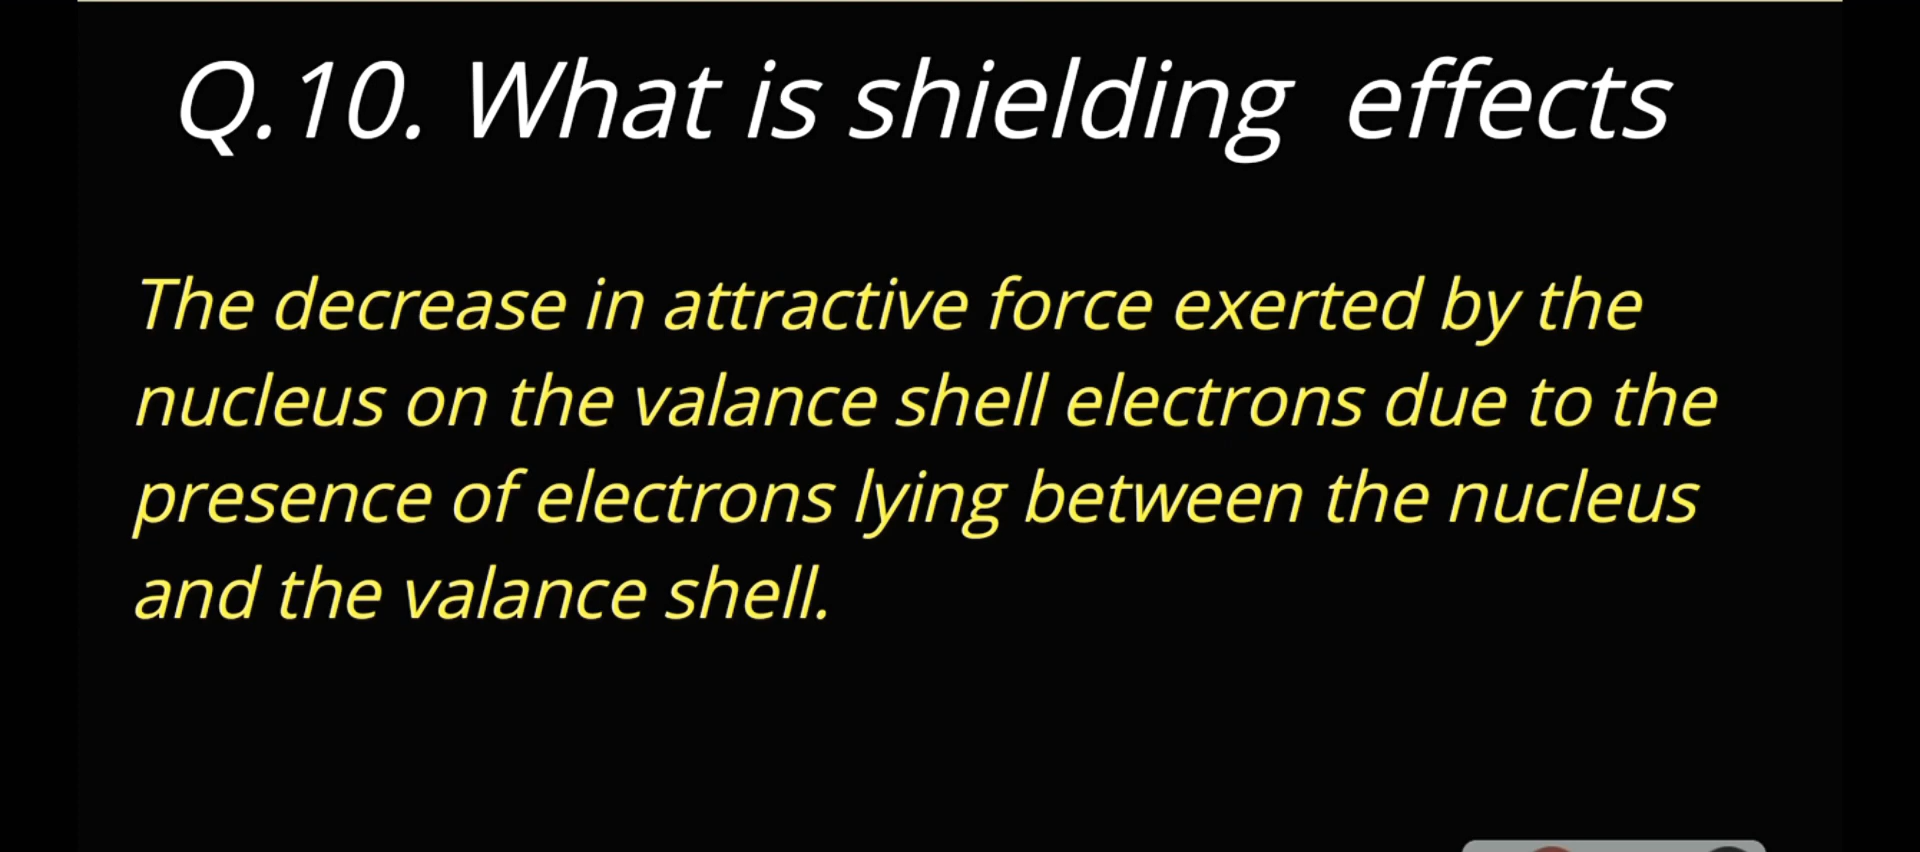 Q.10. What is shielding effects
The decrease in attractive force exerted by the
nucleus on the valance shell electrons due to the
presence of electrons lying between the nucleus
and the valance shell.